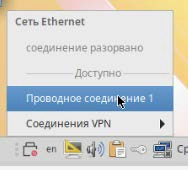 Сеть Ethernet
соединение разорвано
Доступно
Проводное соединение 1
Соединения VPN
en
Ср